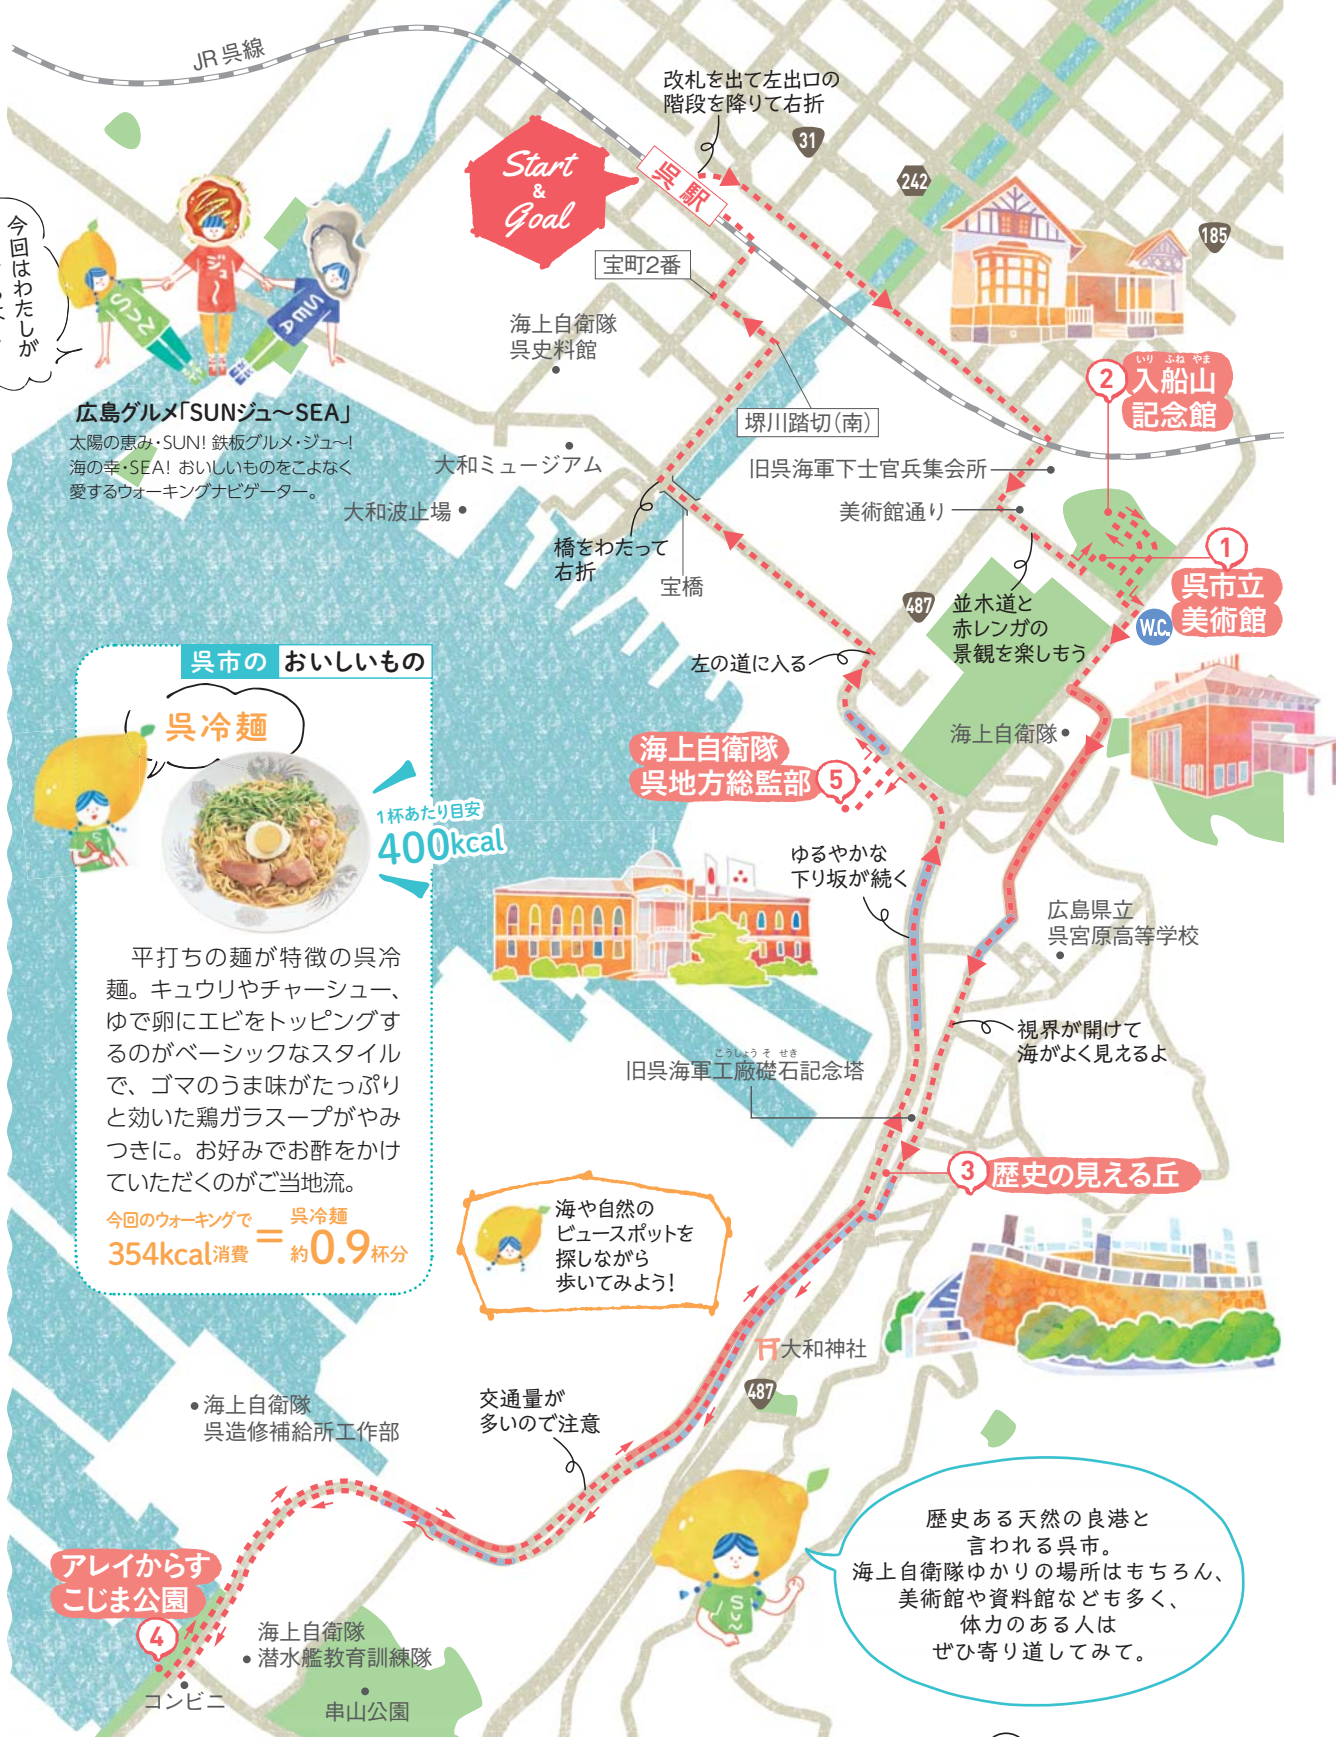 JR 呉線
改札を出て左出口の
階段を降りて右折
31
242
185
Start
&
Goal
呉駅
宝町2番
海上自衛隊
呉史料館
今回はわたしが
SUN
ジュ〜
SEA
広島グルメ「SUNジュ〜SEA」
太陽の恵み・SUN! 鉄板グルメ・ジュ〜!
海の幸・SEA! おいしいものをこよなく
愛するウォーキングナビゲーター。
いり ふね やま
2 入船山
記念館
堺川踏切(南)
大和ミュージアム
旧呉海軍下士官兵集会所
大和波止場
美術館通り
橋をわたって
右折
宝橋
1
呉市立
美術館
W.C.
487
並木道と
赤レンガの
景観を楽しもう
左の道に入る
海上自衛隊
海上自衛隊
呉地方総監部 5
呉市の おいしいもの
呉冷麺
1杯あたり目安
400kcal
平打ちの麺が特徴の呉冷
麺。キュウリやチャーシュー、
ゆで卵にエビをトッピングす
るのがベーシックなスタイル
で、ゴマのうま味がたっぷり
と効いた鶏ガラスープがやみ
つきに。お好みでお酢をかけ
ていただくのがご当地流。
今回のウォーキングで
354kcal消費
=
呉冷麺
約0.9杯分
ゆるやかな
下り坂が続く
広島県立
呉宮原高等学校
視界が開けて
海がよく見えるよ
こうしょう そ せき
旧呉海軍工廠礎石記念塔
3 歴史の見える丘
海や自然の
ビュースポットを
探しながら
歩いてみよう!
大和神社
487
海上自衛隊
呉造修補給所工作部
交通量が
多いので注意
アレイからす
こじま公園
4
コンビニ
海上自衛隊
潜水艦教育訓練隊
串山公園
SUN
歴史ある天然の良港と
言われる呉市。
海上自衛隊ゆかりの場所はもちろん、
美術館や資料館なども多く、
体力のある人は
ぜひ寄り道してみて。